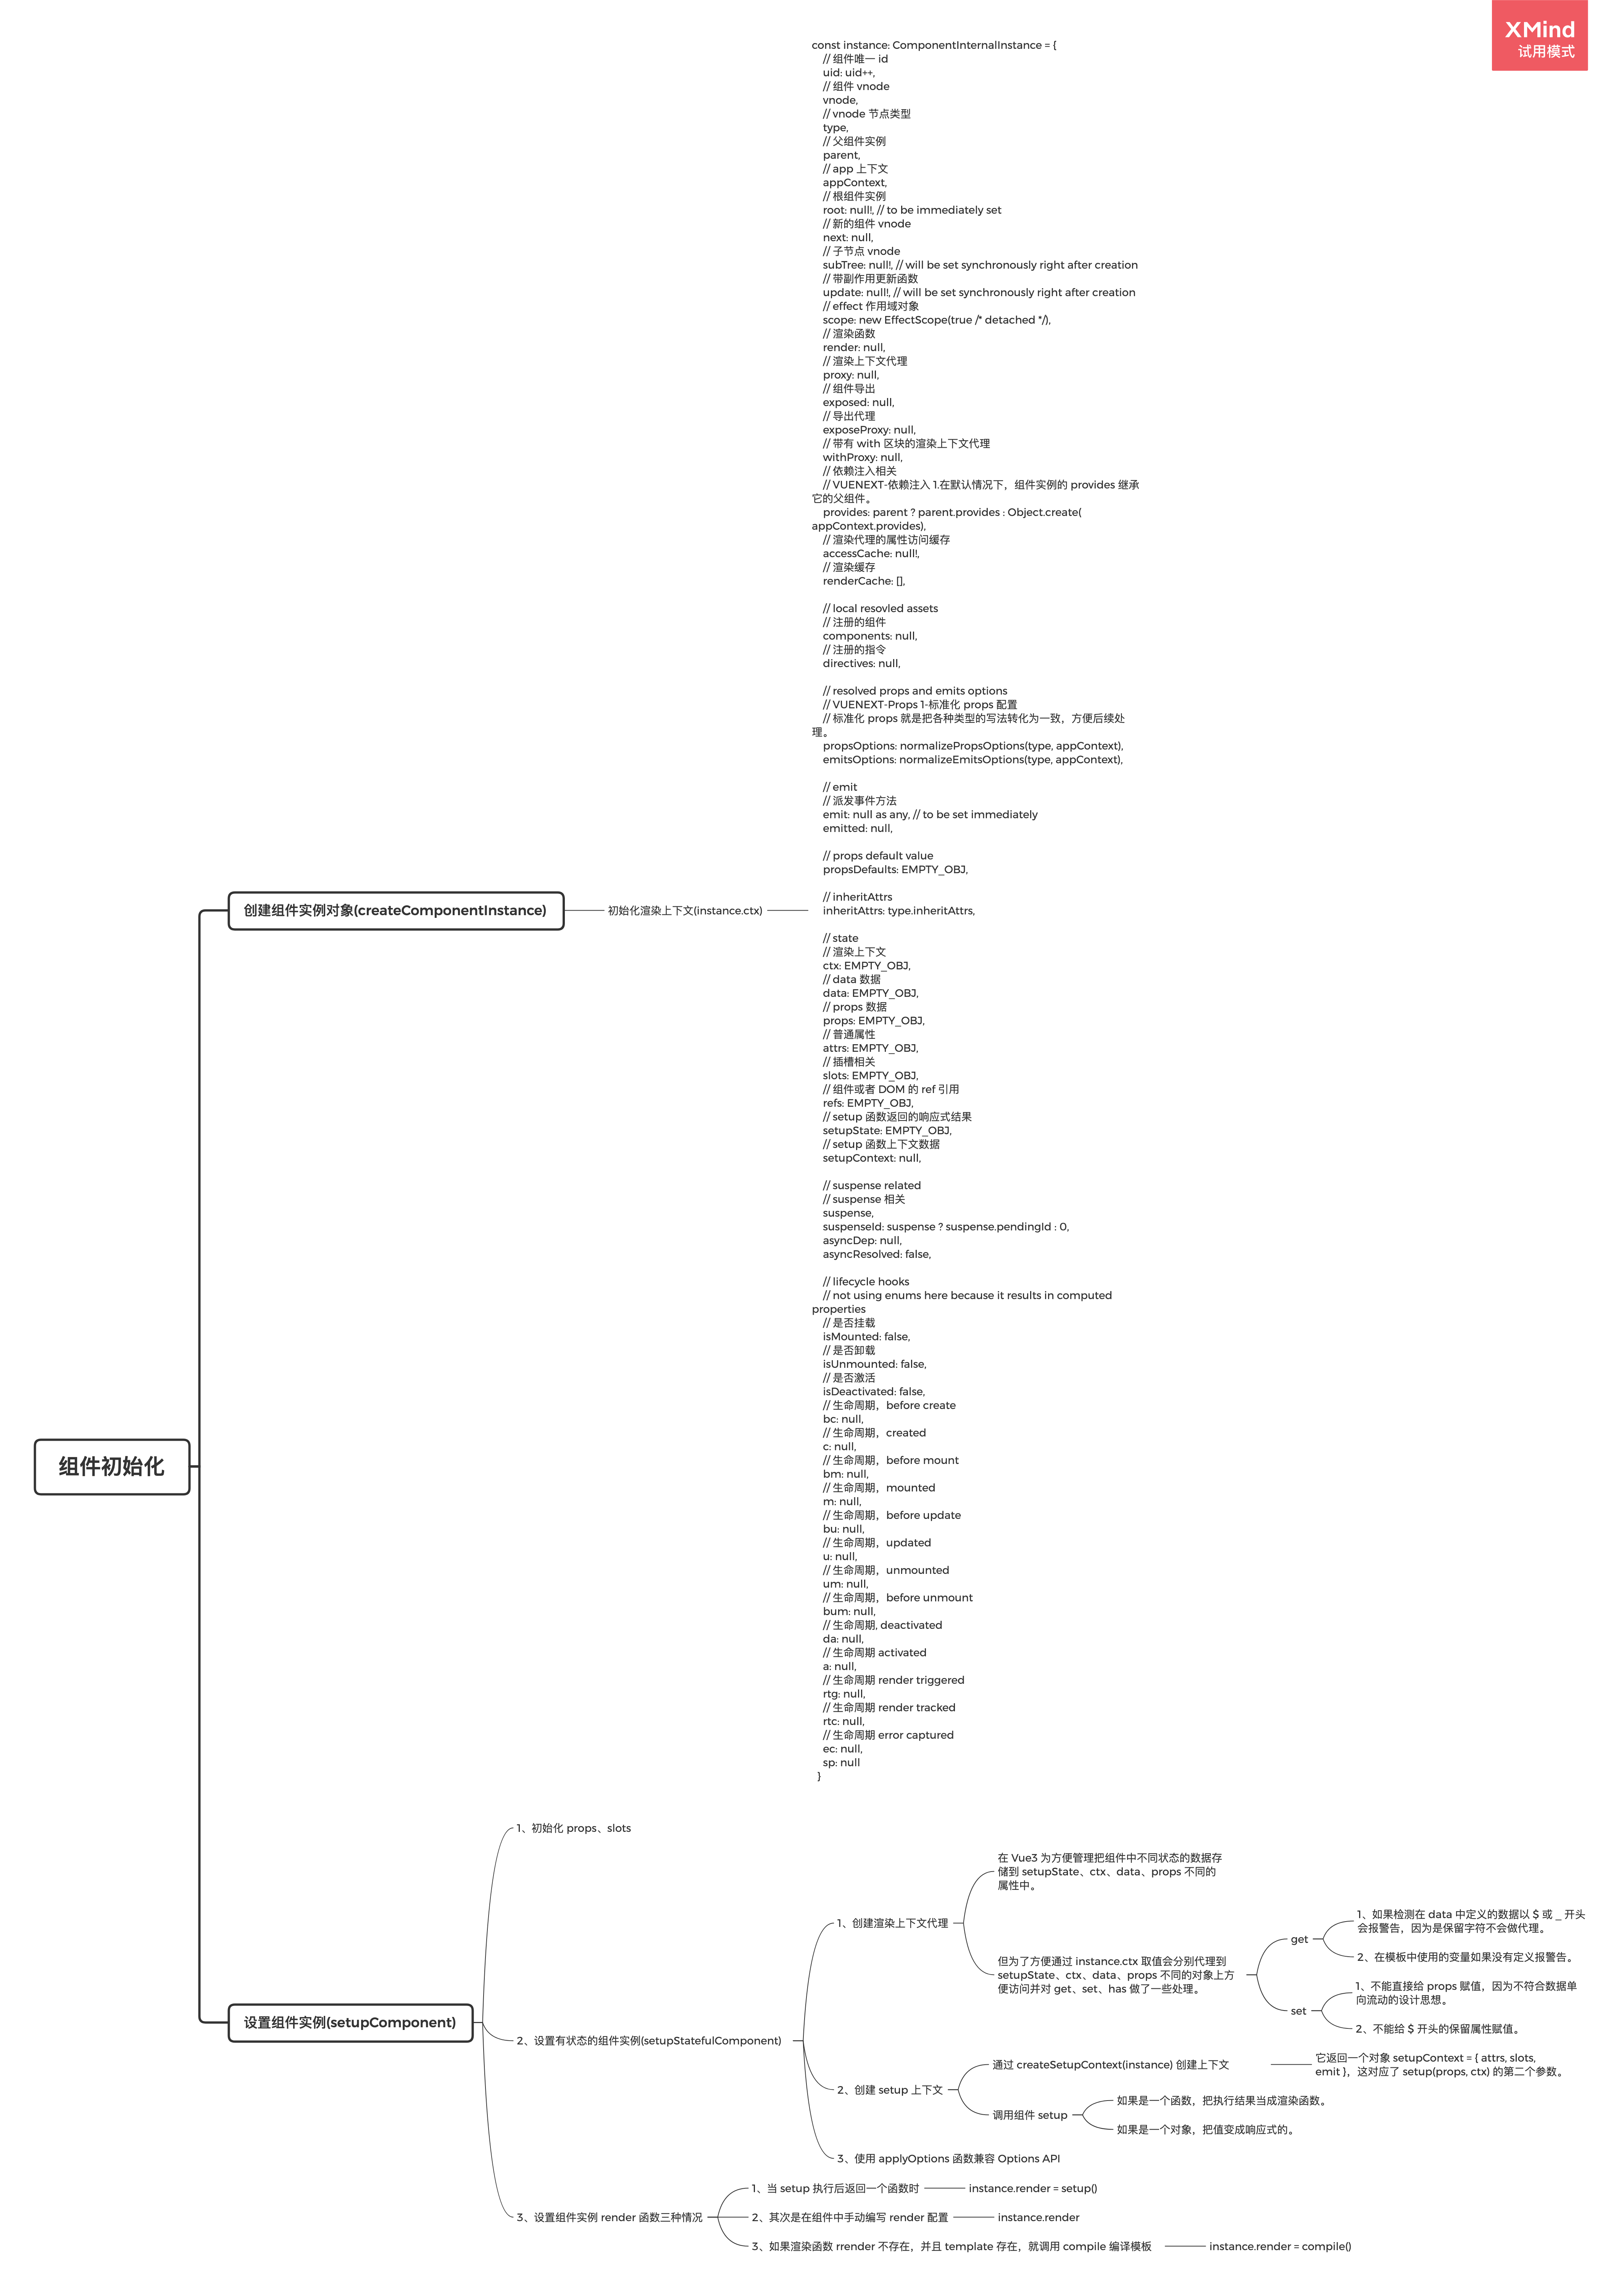 XMind
试用模式
const instance: ComponentInternalInstance = {
// 组件唯一 id
uid: uid++,
// 组件 vnode
vnode,
// vnode 节点类型
type,
// 父组件实例
parent,
// app 上下文
appContext,
// 根组件实例
root: null!, // to be immediately set
// 新的组件 vnode
next: null,
// 子节点 vnode
subTree: null!, // will be set synchronously right after creation
// 带副作用更新函数
update: null!, // will be set synchronously right after creation
// effect 作用域对象
scope: new EffectScope(true /* detached */),
// 渲染函数
render: null,
// 渲染上下文代理
proxy: null,
// 组件导出
exposed: null,
// 导出代理
exposeProxy: null,
// 带有 with 区块的渲染上下文代理
withProxy: null,
// 依赖注入相关
// VUENEXT-依赖注入 1.在默认情况下，组件实例的 provides 继承
它的父组件。
provides: parent ? parent.provides : Object.create(
appContext.provides),
// 渲染代理的属性访问缓存
accessCache: null!,
// 渲染缓存
renderCache: [],
// local resovled assets
// 注册的组件
components: null,
// 注册的指令
directives: null,
// resolved props and emits options
// VUENEXT-Props 1-标准化 props 配置
// 标准化 props 就是把各种类型的写法转化为一致，方便后续处
理。
propsOptions: normalizePropsOptions(type, appContext),
emitsOptions: normalizeEmitsOptions(type, appContext),
// emit
// 派发事件方法
emit: null as any, // to be set immediately
emitted: null,
// props default value
propsDefaults: EMPTY_OBJ,
// inheritAttrs
inheritAttrs: type.inheritAttrs,
// state
// 渲染上下文
ctx: EMPTY_OBJ,
// data 数据
data: EMPTY_OBJ,
// props 数据
props: EMPTY_OBJ,
// 普通属性
attrs: EMPTY_OBJ,
// 插槽相关
slots: EMPTY_OBJ,
// 组件或者 DOM 的 ref 引用
refs: EMPTY_OBJ,
// setup 函数返回的响应式结果
setupState: EMPTY_OBJ,
// setup 函数上下文数据
setupContext: null,
// suspense related
// suspense 相关
suspense,
suspenseId: suspense ? suspense.pendingId : 0,
asyncDep: null,
asyncResolved: false,
// lifecycle hooks
// not using enums here because it results in computed
properties
// 是否挂载
isMounted: false,
// 是否卸载
isUnmounted: false,
// 是否激活
isDeactivated: false,
// 生命周期，before create
bc: null,
// 生命周期，created
c: null,
// 生命周期，before mount
bm: null,
// 生命周期，mounted
m: null,
// 生命周期，before update
bu: null,
// 生命周期，updated
u: null,
// 生命周期，unmounted
um: null,
// 生命周期，before unmount
bum: null,
// 生命周期, deactivated
da: null,
// 生命周期 activated
a: null,
// 生命周期 render triggered
rtg: null,
// 生命周期 render tracked
rtc: null,
// 生命周期 error captured
ec: null,
sp: null
}
创建组件实例对象(createComponentInstance)
初始化渲染上下文(instance.ctx)
组件初始化
设置组件实例(setupComponent)
1、初始化 props、slots
2、设置有状态的组件实例(setupStatefulComponent)
1、创建渲染上下文代理
在 Vue3 为方便管理把组件中不同状态的数据存
储到 setupState、ctx、data、props 不同的
属性中。
但为了方便通过 instance.ctx 取值会分别代理到
setupState、ctx、data、props 不同的对象上方
便访问并对 get、set、has 做了一些处理。
get
1、如果检测在 data 中定义的数据以 $ 或 _ 开头
会报警告，因为是保留字符不会做代理。
2、在模板中使用的变量如果没有定义报警告。
set
1、不能直接给 props 赋值，因为不符合数据单
向流动的设计思想。
2、不能给 $ 开头的保留属性赋值。
2、创建 setup 上下文
通过 createSetupContext(instance) 创建上下文
它返回一个对象 setupContext = { attrs, slots,
emit }，这对应了 setup(props, ctx) 的第二个参数。
调用组件 setup
如果是一个函数，把执行结果当成渲染函数。
如果是一个对象，把值变成响应式的。
3、使用 applyOptions 函数兼容 Options API
3、设置组件实例 render 函数三种情况
1、当 setup 执行后返回一个函数时
instance.render = setup()
2、其次是在组件中手动编写 render 配置
instance.render
3、如果渲染函数 rrender 不存在，并且 template 存在，就调用 compile 编译模板
instance.render = compile()